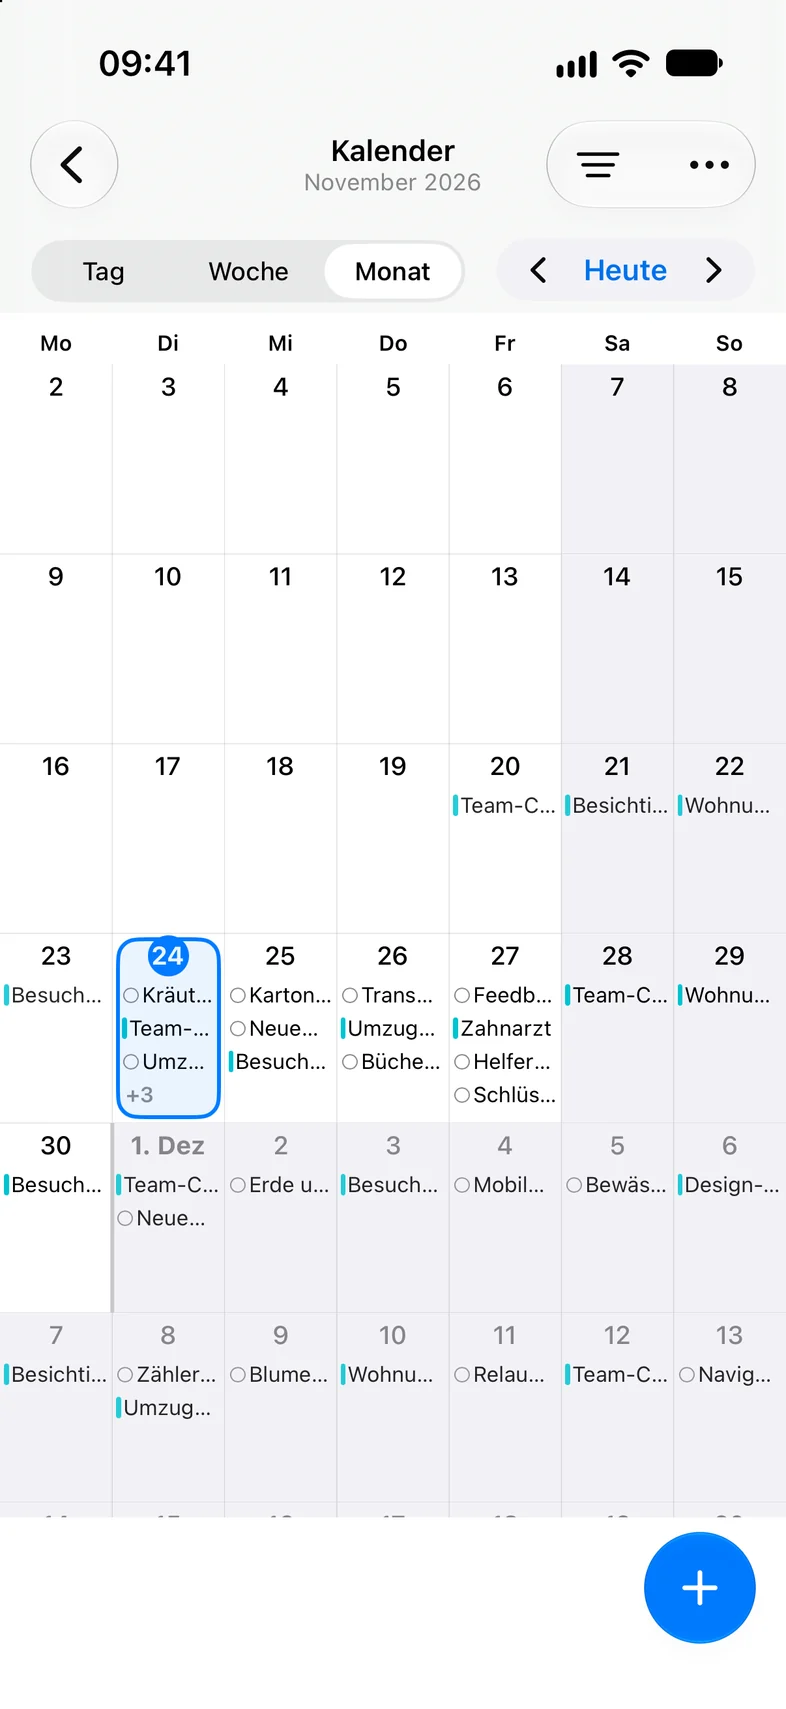 09:41
Kalender
November 2026
Tag Woche Monat Heute
Mo Di Mi Do Fr Sa So
2 3 4 5 6 7 8
9 10 11 12 13 14 15
16 17 18 19 20 21 22
Team-C... Besichti... Wohnu...
23 24 25 26 27 28 29
Besuch... Kräut... Karton... Trans... Feedb... Team-C... Wohnu...
Team-... Neue... Umzug... Zahnarzt
Umz... Besuch... Büche... Helfer...
+3 Schlüs...
30 1. Dez 2 3 4 5 6
Besuch... Team-C... Erde u... Besuch... Mobil... Bewäs... Design-...
Neue...
7 8 9 10 11 12 13
Besichti... Zähler... Blume... Wohnu... Relau... Team-C... Navig...
Umzug...